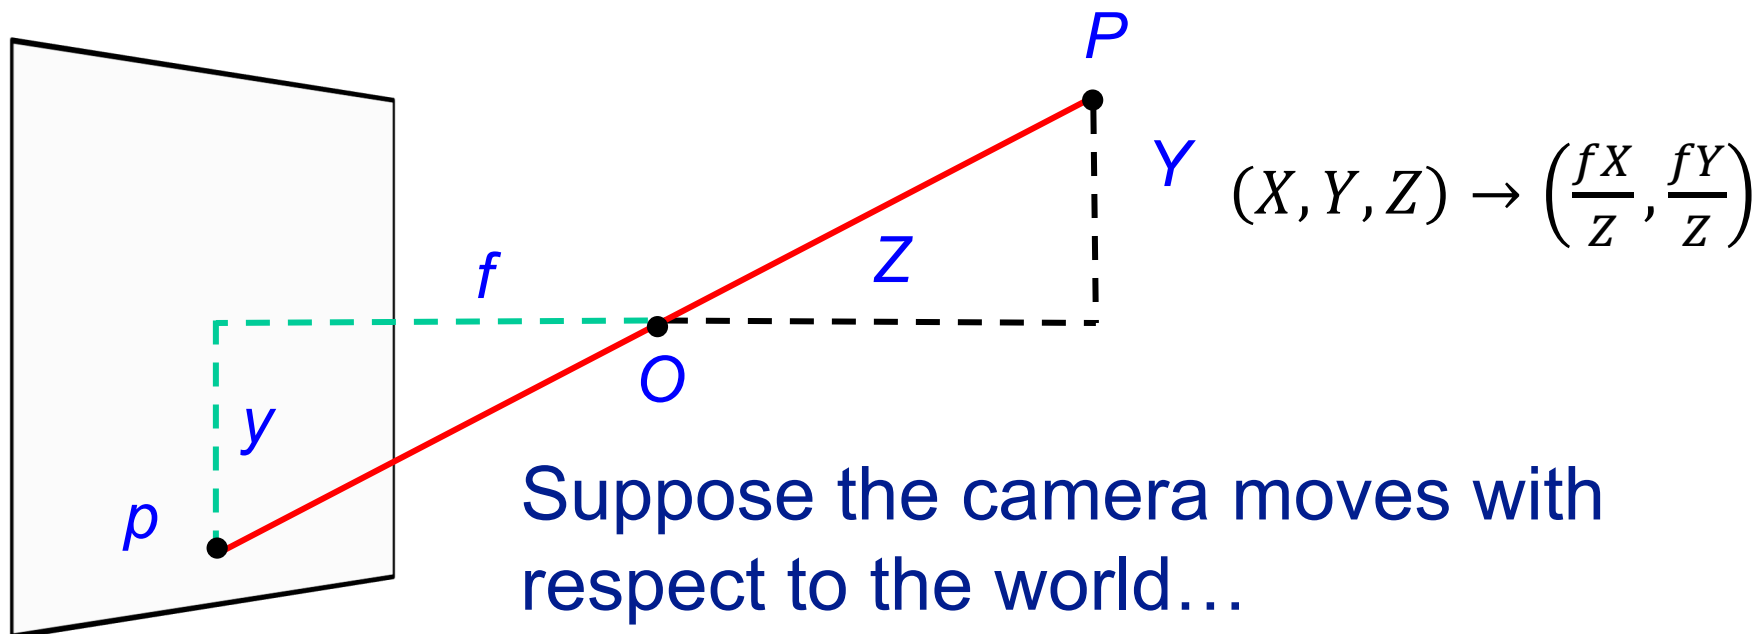 P
Y
(X, Y, Z) → (fX/Z, fY/Z)
Z
f
O
y
p
Suppose the camera moves with
respect to the world…